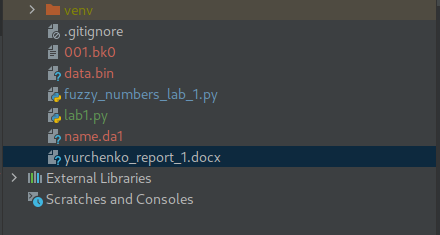 venv
.gitignore
001.bk0
data.bin
fuzzy_numbers_lab_1.py
lab1.py
name.da1
yurchenko_report_1.docx
External Libraries
Scratches and Consoles